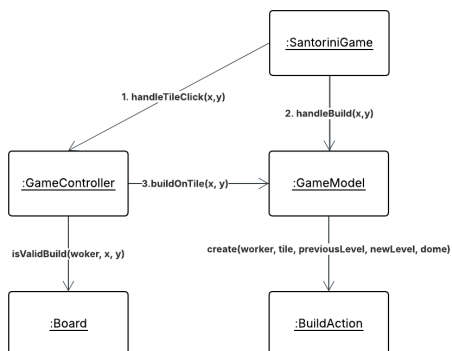 :SantoriniGame
1. handleTileClick(x,y)
2. handleBuild(x,y)
:GameController
3.buildOnTile(x, y)
:GameModel
isValidBuild(woker, x, y)
create(worker, tile, previousLevel, newLevel, dome)
:Board
:BuildAction